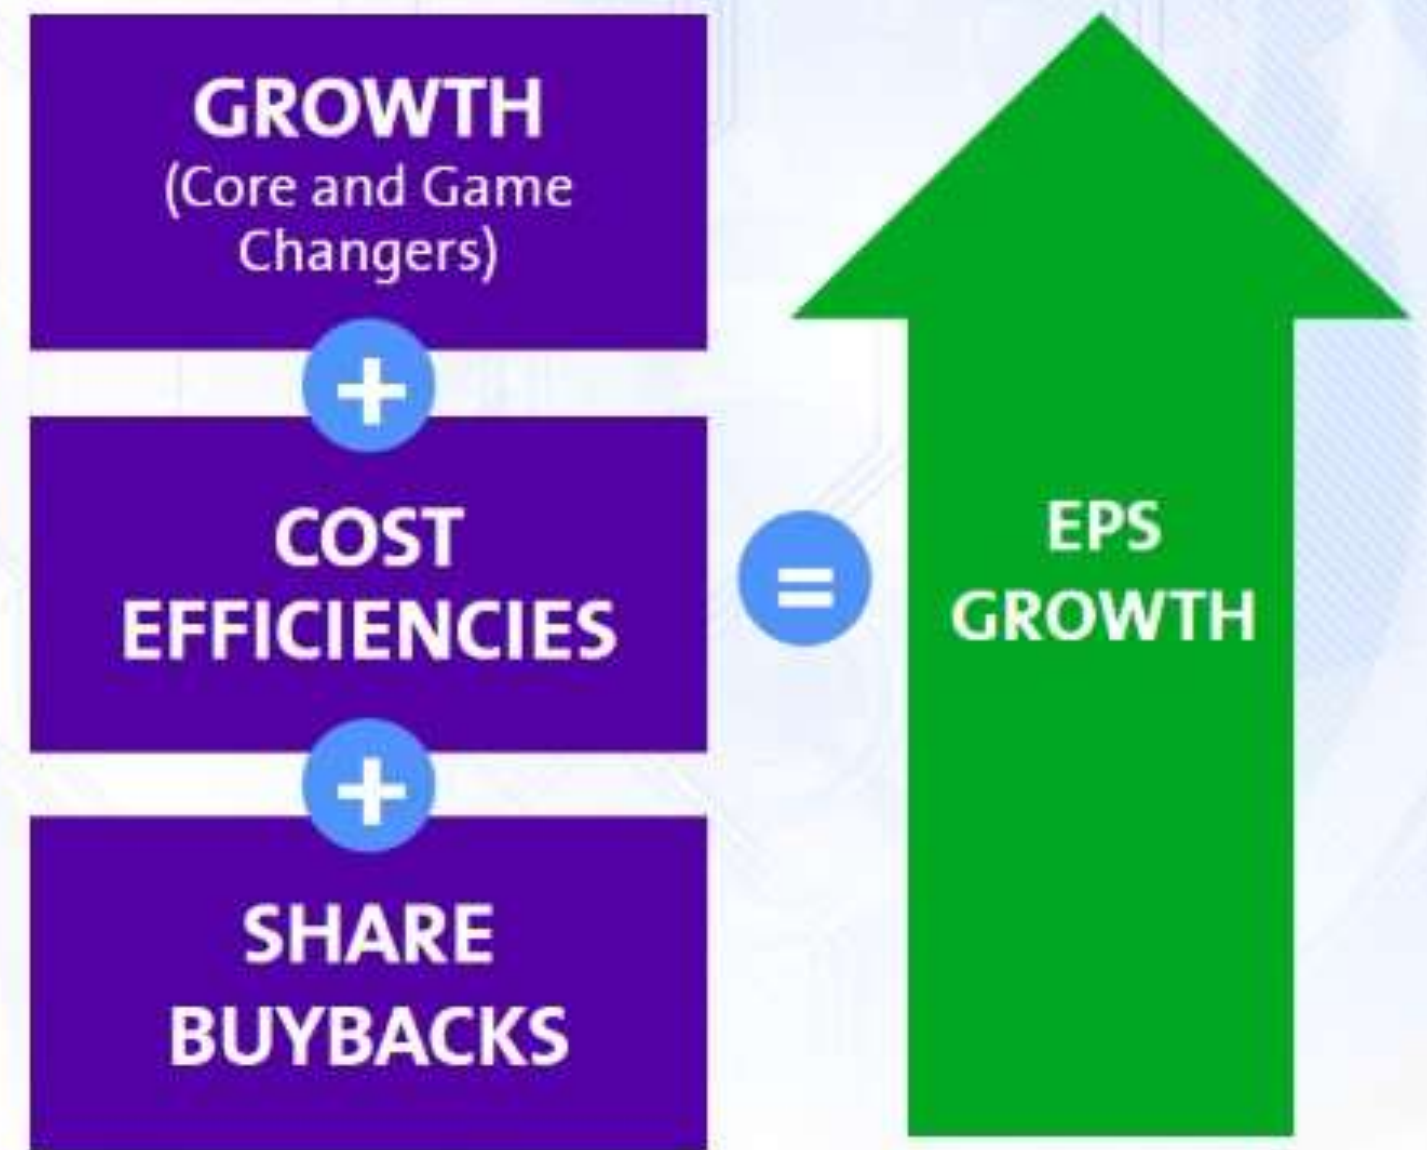 GROWTH
(Core and Game
Changers)
+
COST
EFFICIENCIES
+
SHARE
BUYBACKS
=
EPS
GROWTH